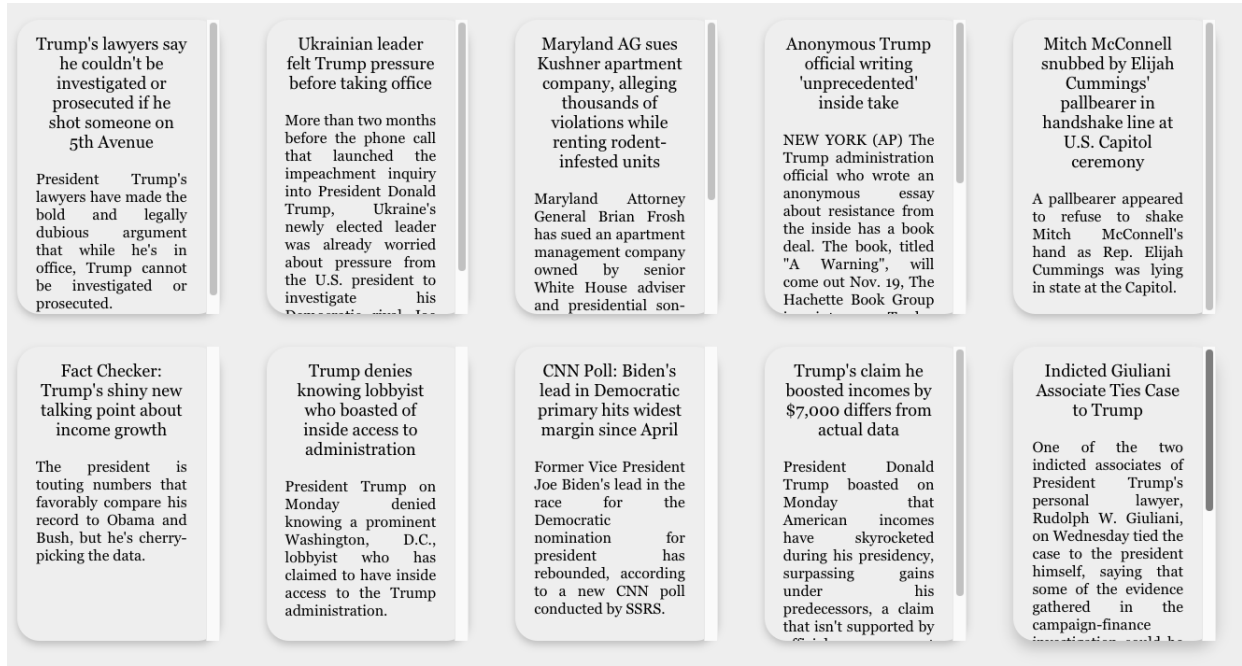 Trump's lawyers say
he couldn't be
investigated or
prosecuted if he
shot someone on
5th Avenue
President Trump's
lawyers have made the
bold and legally
dubious argument
that while he's in
office, Trump cannot
be investigated or
prosecuted.
Ukrainian leader
felt Trump pressure
before taking office
More than two months
before the phone call
that launched the
impeachment inquiry
into President Donald
Trump, Ukraine's
newly elected leader
was already worried
about pressure from
the U.S. president to
investigate his
Democratic rival Joe
Maryland AG sues
Kushner apartment
company, alleging
thousands of
violations while
renting rodent-
infested units
Maryland Attorney
General Brian Frosh
has sued an apartment
management company
owned by senior
White House adviser
and presidential son-
Anonymous Trump
official writing
'unprecedented'
inside take
NEW YORK (AP) The
Trump administration
official who wrote an
anonymous essay
about resistance from
the inside has a book
deal. The book, titled
"A Warning", will
come out Nov. 19, The
Hachette Book Group
Mitch McConnell
snubbed by Elijah
Cummings'
pallbearer in
handshake line at
U.S. Capitol
ceremony
A pallbearer appeared
to refuse to shake
Mitch McConnell's
hand as Rep. Elijah
Cummings was lying
in state at the Capitol.
Fact Checker:
Trump's shiny new
talking point about
income growth
The president is
touting numbers that
favorably compare his
record to Obama and
Bush, but he's cherry-
picking the data.
Trump denies
knowing lobbyist
who boasted of
inside access to
administration
President Trump on
Monday denied
knowing a prominent
Washington, D.C.,
lobbyist who has
claimed to have inside
access to the Trump
administration.
CNN Poll: Biden's
lead in Democratic
primary hits widest
margin since April
Former Vice President
Joe Biden's lead in the
race for the
Democratic
nomination for
president has
rebounded, according
to a new CNN poll
conducted by SSRS.
Trump's claim he
boosted incomes by
$7,000 differs from
actual data
President Donald
Trump boasted on
Monday that
American incomes
have skyrocketed
during his presidency,
surpassing gains
under his
predecessors, a claim
that isn't supported by
Indicted Giuliani
Associate Ties Case
to Trump
One of the two
indicted associates of
President Trump's
personal lawyer,
Rudolph W. Giuliani,
on Wednesday tied the
case to the president
himself, saying that
some of the evidence
gathered in the
campaign-finance
investigation could be